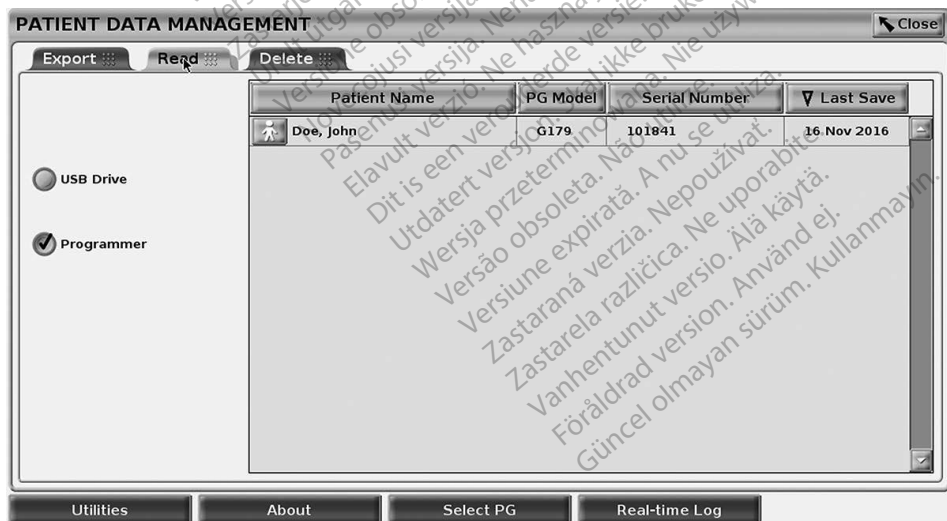 PATIENT DATA MANAGEMENT
Close
Export
Read
Delete
Patient Name
PG Model
Serial Number
Last Save
Doe, John
G179
101841
16 Nov 2016
USB Drive
Programmer
Utilities
About
Select PG
Real-time Log
versija. Ne
Elavult verzió. Ne használja
Dit is een verouderde versie.
Utdatert versjon. Skal ikke brukes.
Wersja przeterminowana. Nie używ
Versão obsoleta. Não utilize.
Versiune expirată. A nu se utiliza.
Zastaraná verzia. Nepoužívať.
Zastarela različica. Ne uporabite
Vanhentunut versio. Älä käytä.
Föråldrad version. Använd ej.
Güncel olmayan sürüm. Kullanmayın.